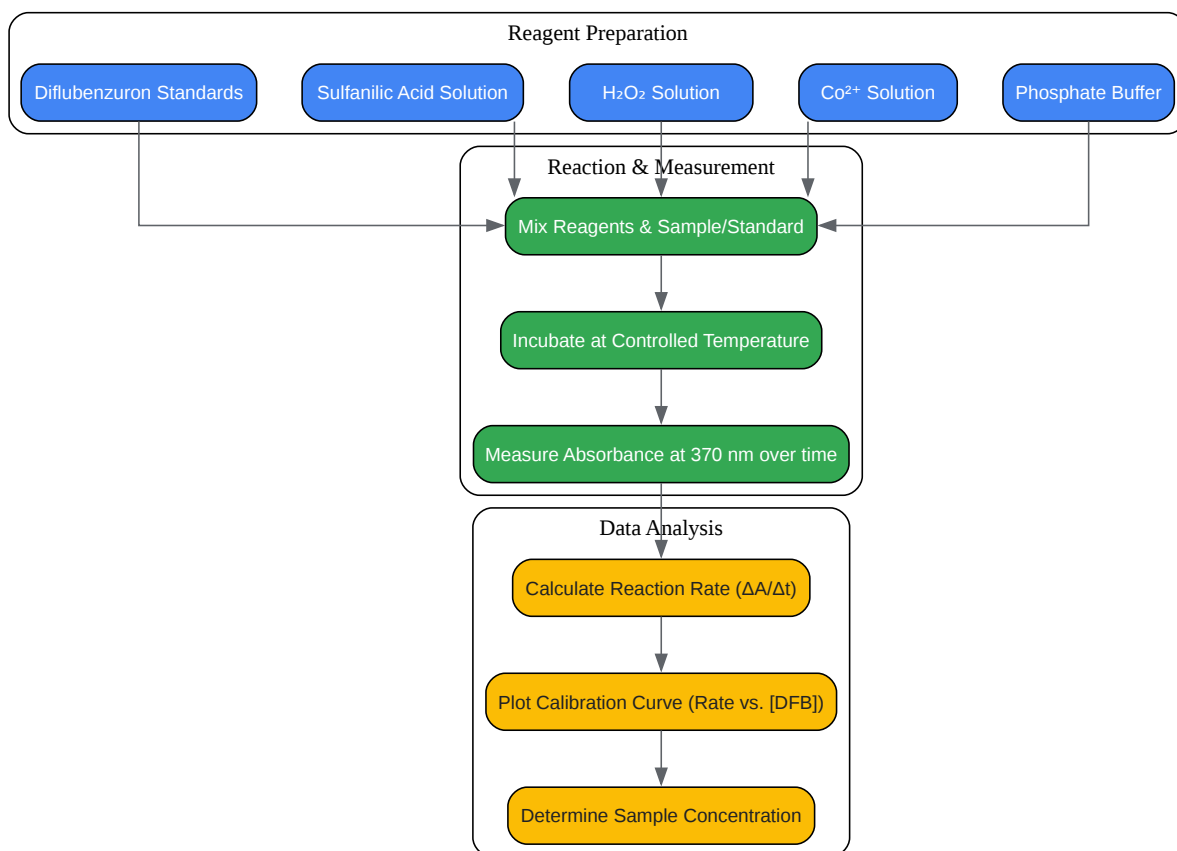 Reagent Preparation
Diflubenzuron Standards
Sulfanilic Acid Solution
H₂O₂ Solution
Co²⁺ Solution
Phosphate Buffer
Reaction & Measurement
Mix Reagents & Sample/Standard
Incubate at Controlled Temperature
Measure Absorbance at 370 nm over time
Data Analysis
Calculate Reaction Rate (ΔA/Δt)
Plot Calibration Curve (Rate vs. [DFB])
Determine Sample Concentration